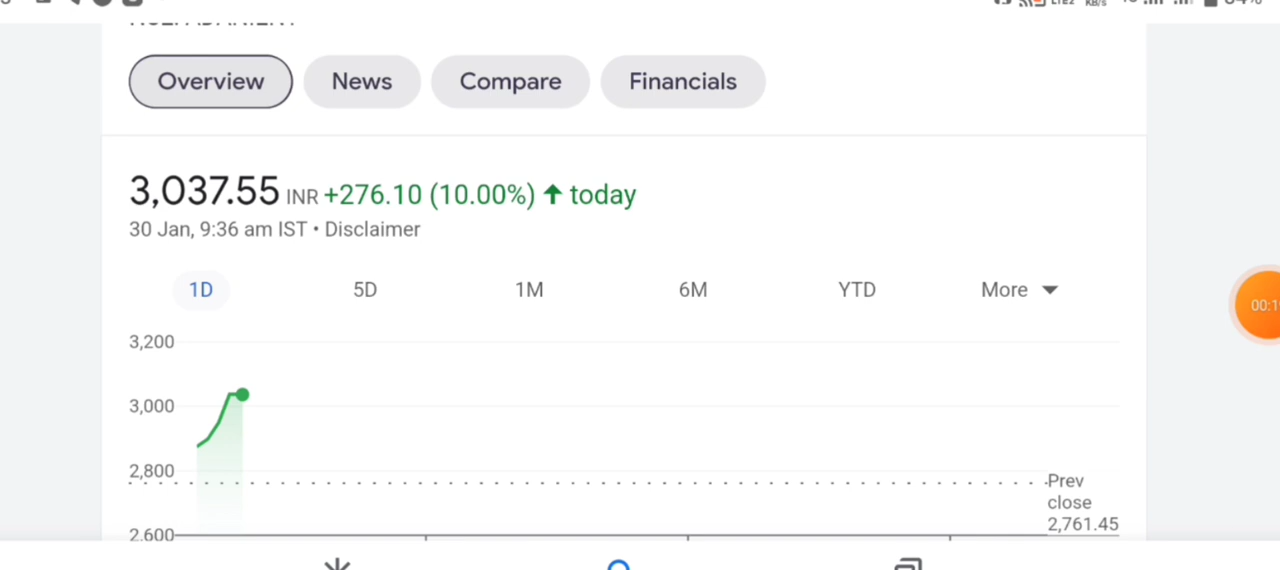 Overview News Compare Financials
3,037.55 INR +276.10 (10.00%) ↑ today
30 Jan, 9:36 am IST • Disclaimer
1D 5D 1M 6M YTD More
3,200
3,000
2,800
Prev
close
2,761.45
2,600